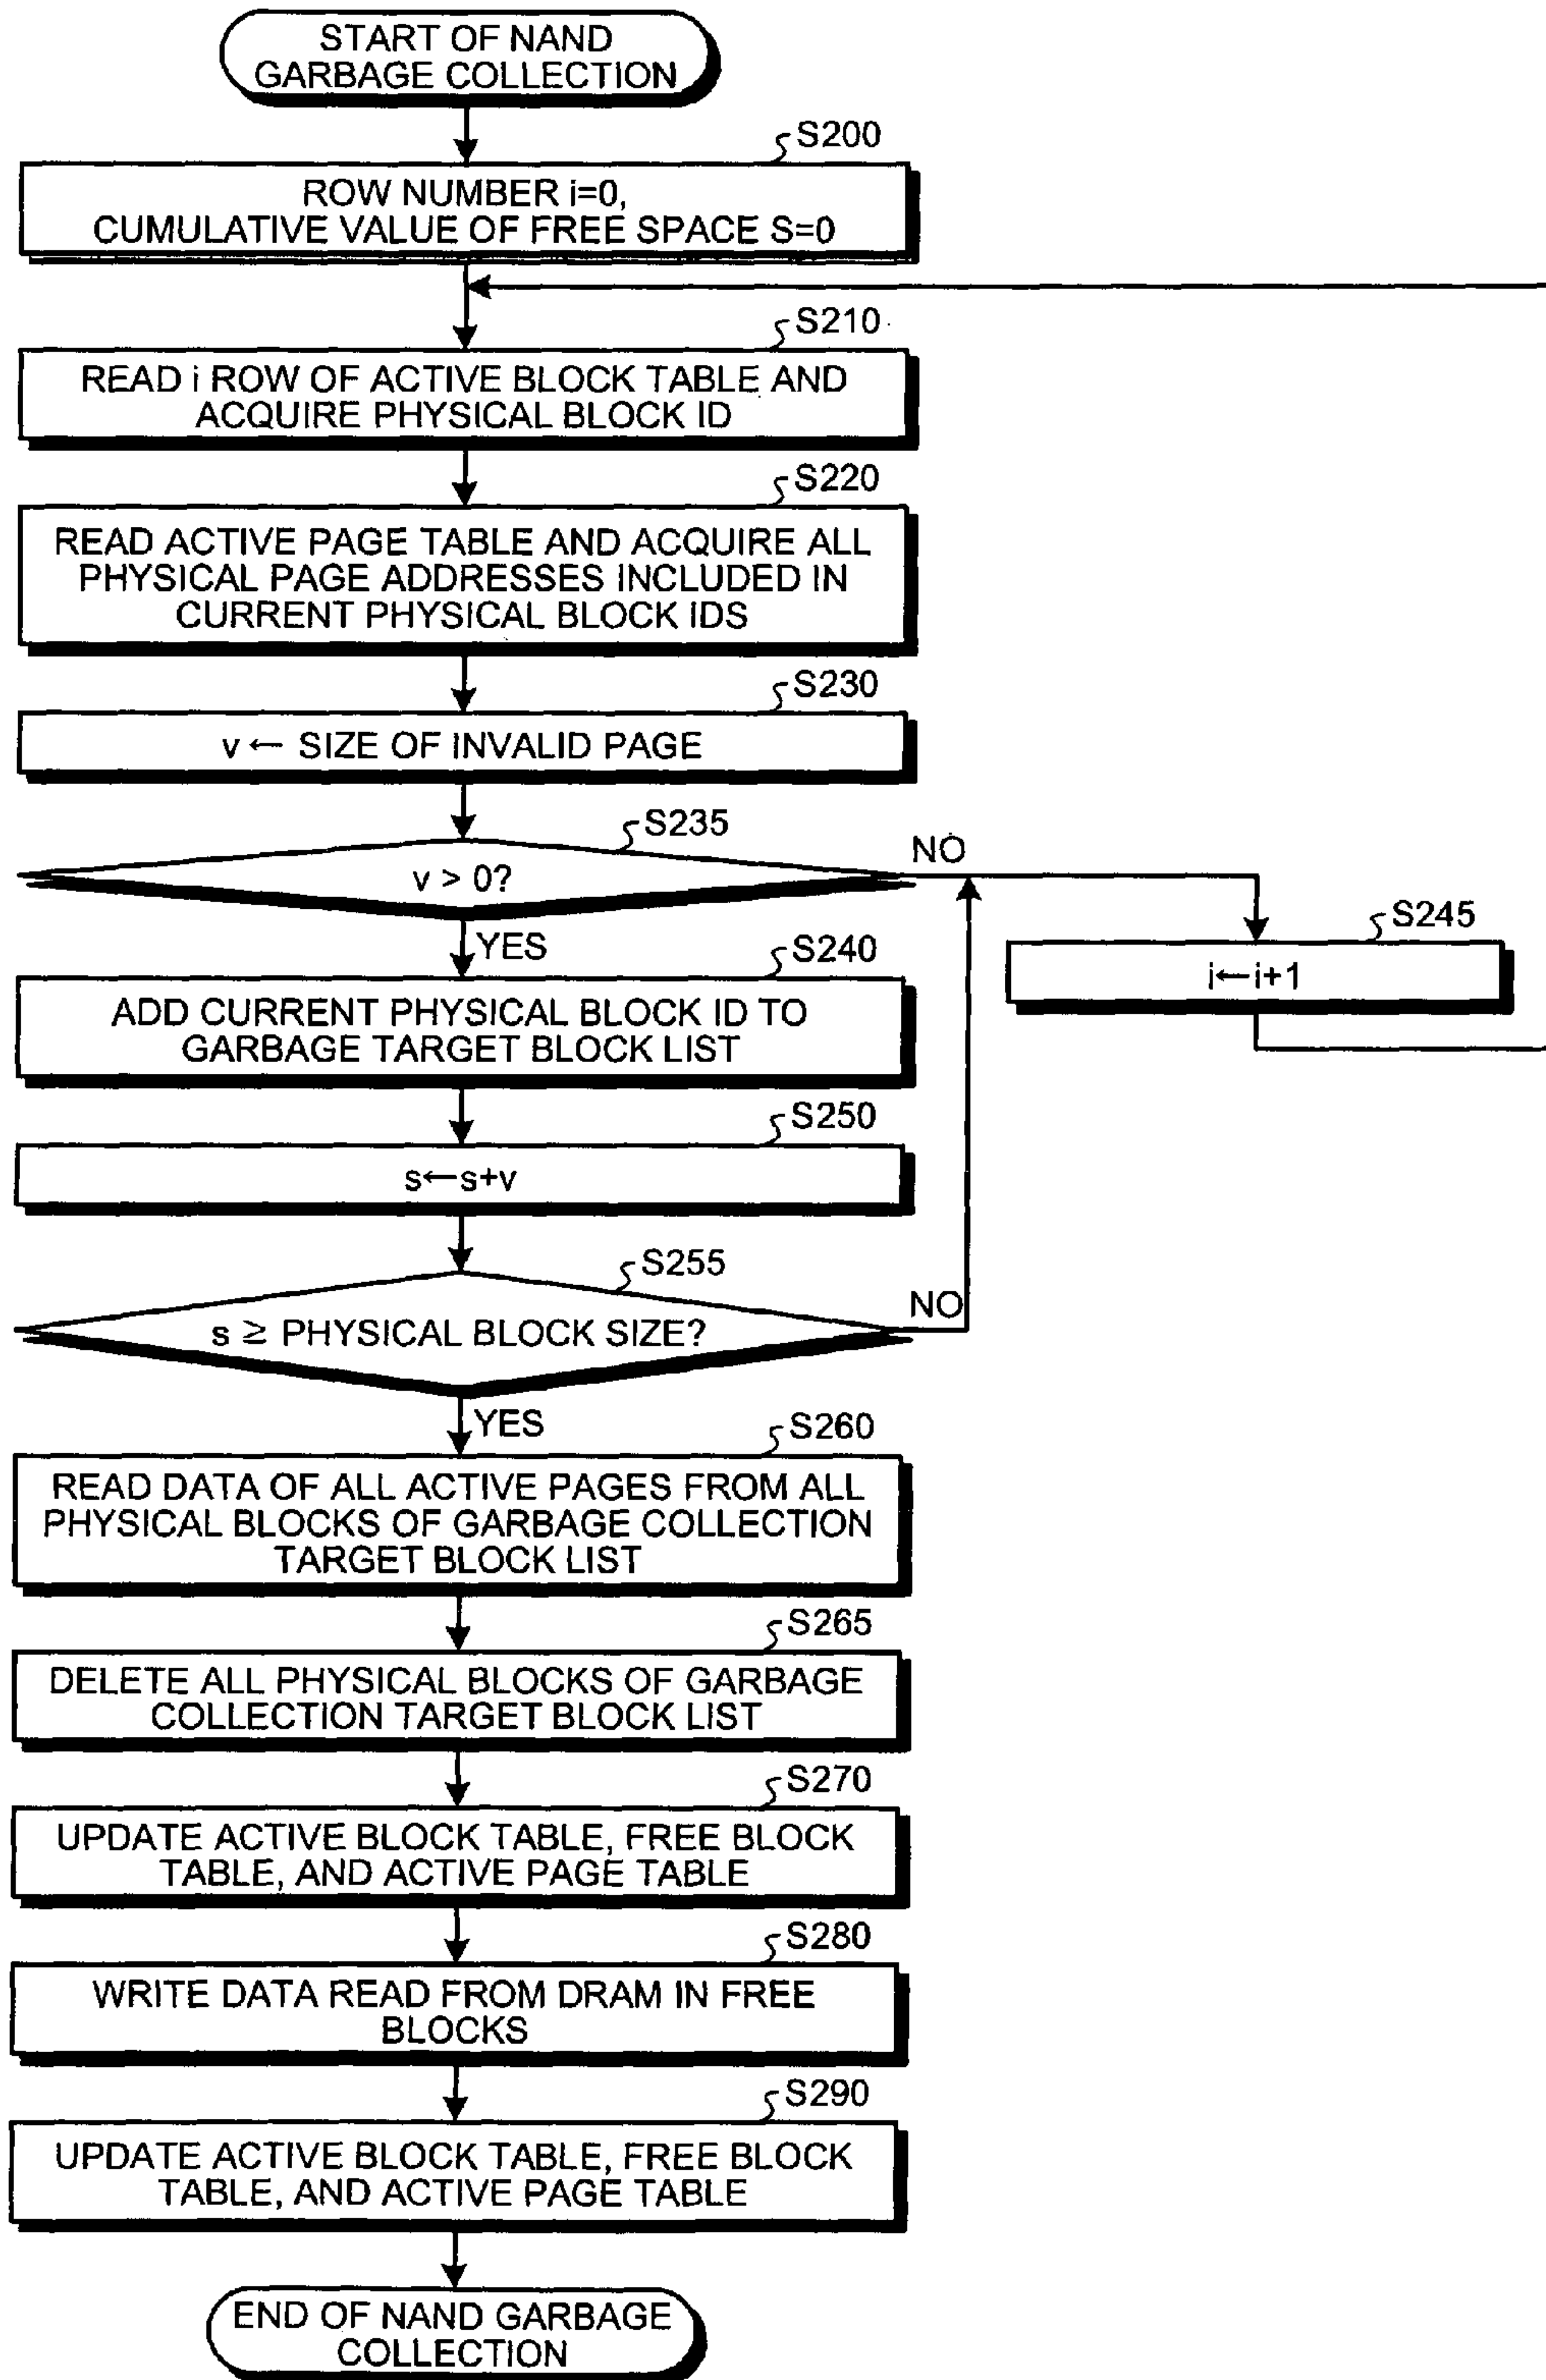 START OF NAND
GARBAGE COLLECTION
S200
ROW NUMBER i=0,
CUMULATIVE VALUE OF FREE SPACE S=0
S210
READ i ROW OF ACTIVE BLOCK TABLE AND
ACQUIRE PHYSICAL BLOCK ID
S220
READ ACTIVE PAGE TABLE AND ACQUIRE ALL
PHYSICAL PAGE ADDRESSES INCLUDED IN
CURRENT PHYSICAL BLOCK IDS
S230
v ← SIZE OF INVALID PAGE
S235
v > 0?
NO
YES
S245
i←i+1
S240
ADD CURRENT PHYSICAL BLOCK ID TO
GARBAGE TARGET BLOCK LIST
S250
s←s+v
S255
s ≥ PHYSICAL BLOCK SIZE?
NO
YES
S260
READ DATA OF ALL ACTIVE PAGES FROM ALL
PHYSICAL BLOCKS OF GARBAGE COLLECTION
TARGET BLOCK LIST
S265
DELETE ALL PHYSICAL BLOCKS OF GARBAGE
COLLECTION TARGET BLOCK LIST
S270
UPDATE ACTIVE BLOCK TABLE, FREE BLOCK
TABLE, AND ACTIVE PAGE TABLE
S280
WRITE DATA READ FROM DRAM IN FREE
BLOCKS
S290
UPDATE ACTIVE BLOCK TABLE, FREE BLOCK
TABLE, AND ACTIVE PAGE TABLE
END OF NAND GARBAGE
COLLECTION